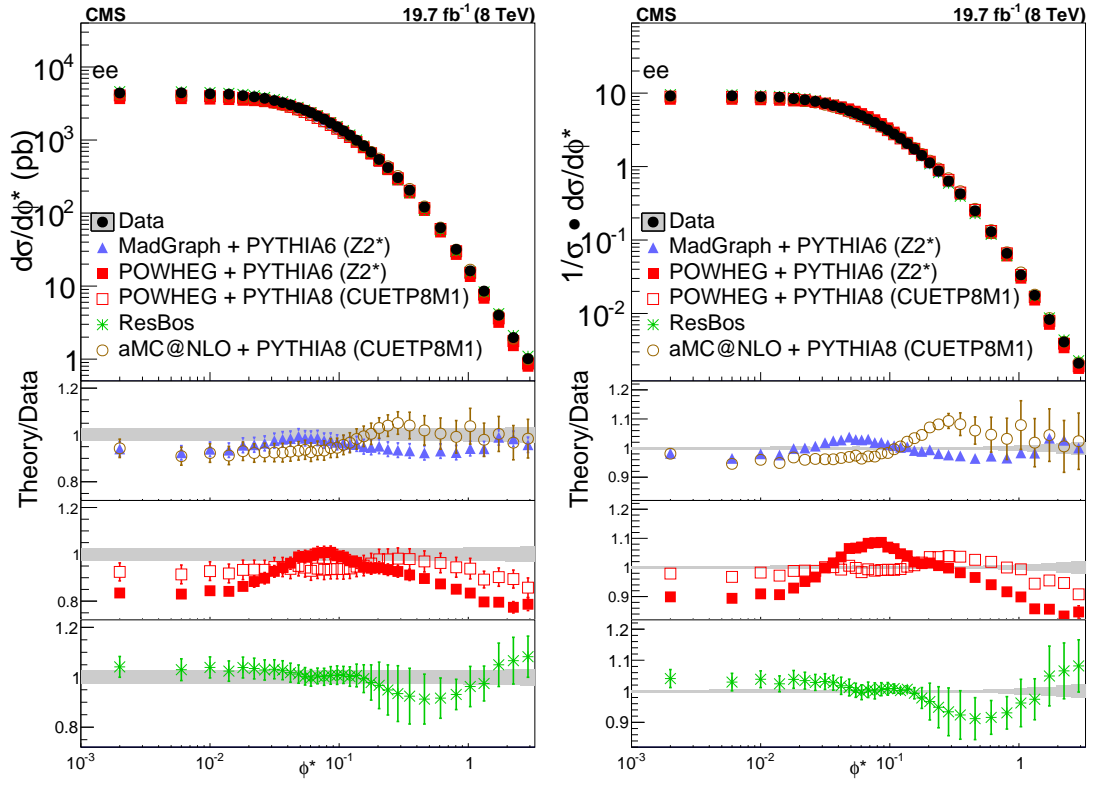 CMS 19.7 fb⁻¹ (8 TeV)
ee
dσ/dϕ* (pb)
10⁴
10³
10²
10
1
Data
MadGraph + PYTHIA6 (Z2*)
POWHEG + PYTHIA6 (Z2*)
POWHEG + PYTHIA8 (CUETP8M1)
ResBos
aMC@NLO + PYTHIA8 (CUETP8M1)
Theory/Data
1.2
1
0.8
1.2
1
0.8
1.2
1
0.8
10⁻³ 10⁻² ϕ* 10⁻¹ 1
CMS 19.7 fb⁻¹ (8 TeV)
ee
1/σ • dσ/dϕ*
10
1
10⁻¹
10⁻²
Data
MadGraph + PYTHIA6 (Z2*)
POWHEG + PYTHIA6 (Z2*)
POWHEG + PYTHIA8 (CUETP8M1)
ResBos
aMC@NLO + PYTHIA8 (CUETP8M1)
Theory/Data
1.2
1.1
1
0.9
1.2
1.1
1
0.9
1.2
1.1
1
0.9
10⁻³ 10⁻² ϕ* 10⁻¹ 1